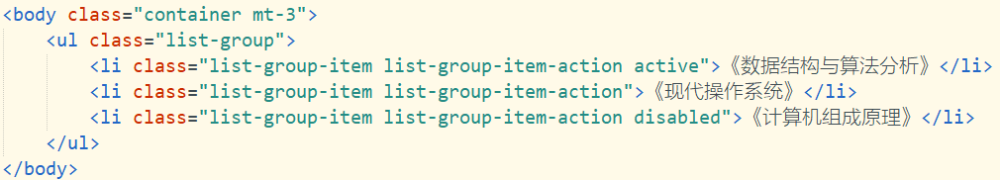 <body class="container mt-3">
    <ul class="list-group">
        <li class="list-group-item list-group-item-action active">《数据结构与算法分析》</li>
        <li class="list-group-item list-group-item-action">《现代操作系统》</li>
        <li class="list-group-item list-group-item-action disabled">《计算机组成原理》</li>
    </ul>
</body>